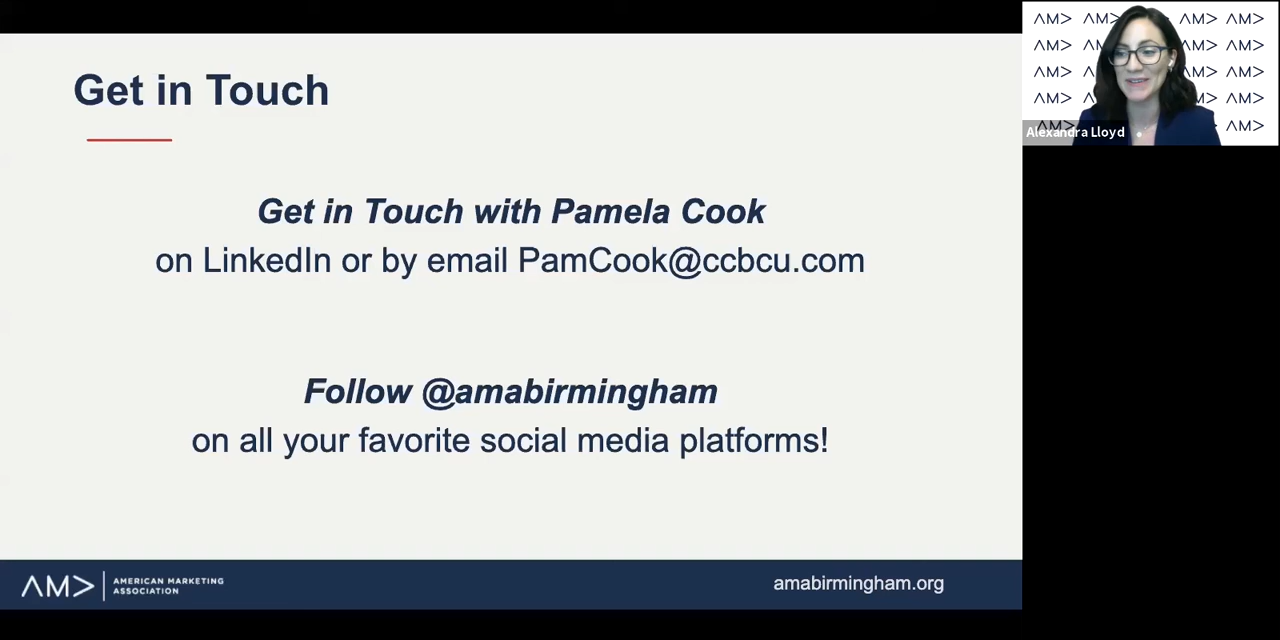 Get in Touch
Get in Touch with Pamela Cook
on LinkedIn or by email PamCook@ccbcu.com
Follow @amabirmingham
on all your favorite social media platforms!
AMA
AMERICAN MARKETING
ASSOCIATION
amabirmingham.org
Alexandra Lloyd